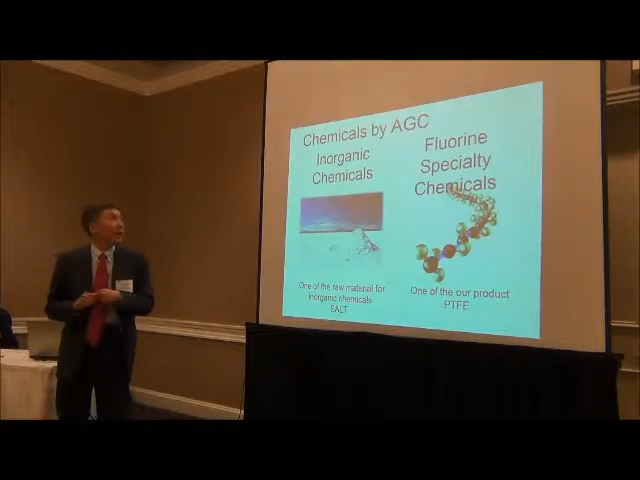 Chemicals by AGC
Inorganic
Chemicals
One of the raw material for
inorganic chemicals
SALT
Fluorine
Specialty
Chemicals
One of the our product
PTFE